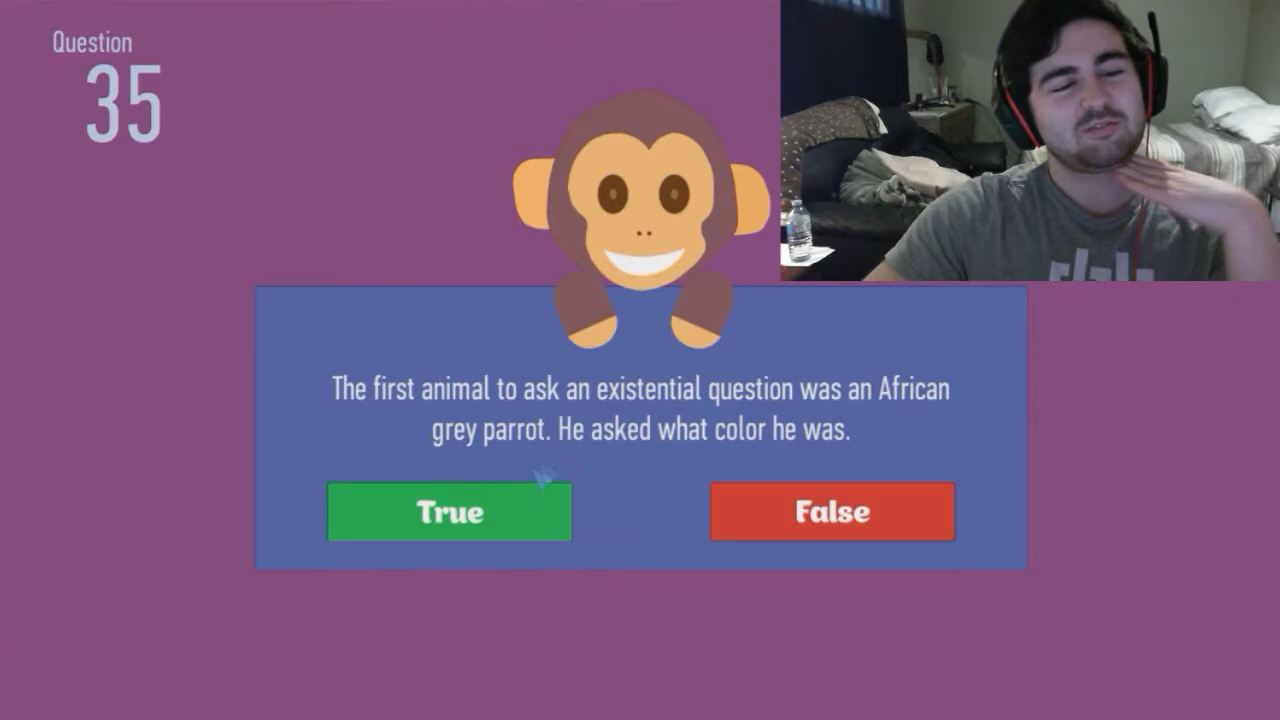 Question
35
The first animal to ask an existential question was an African
grey parrot. He asked what color he was.
True
False